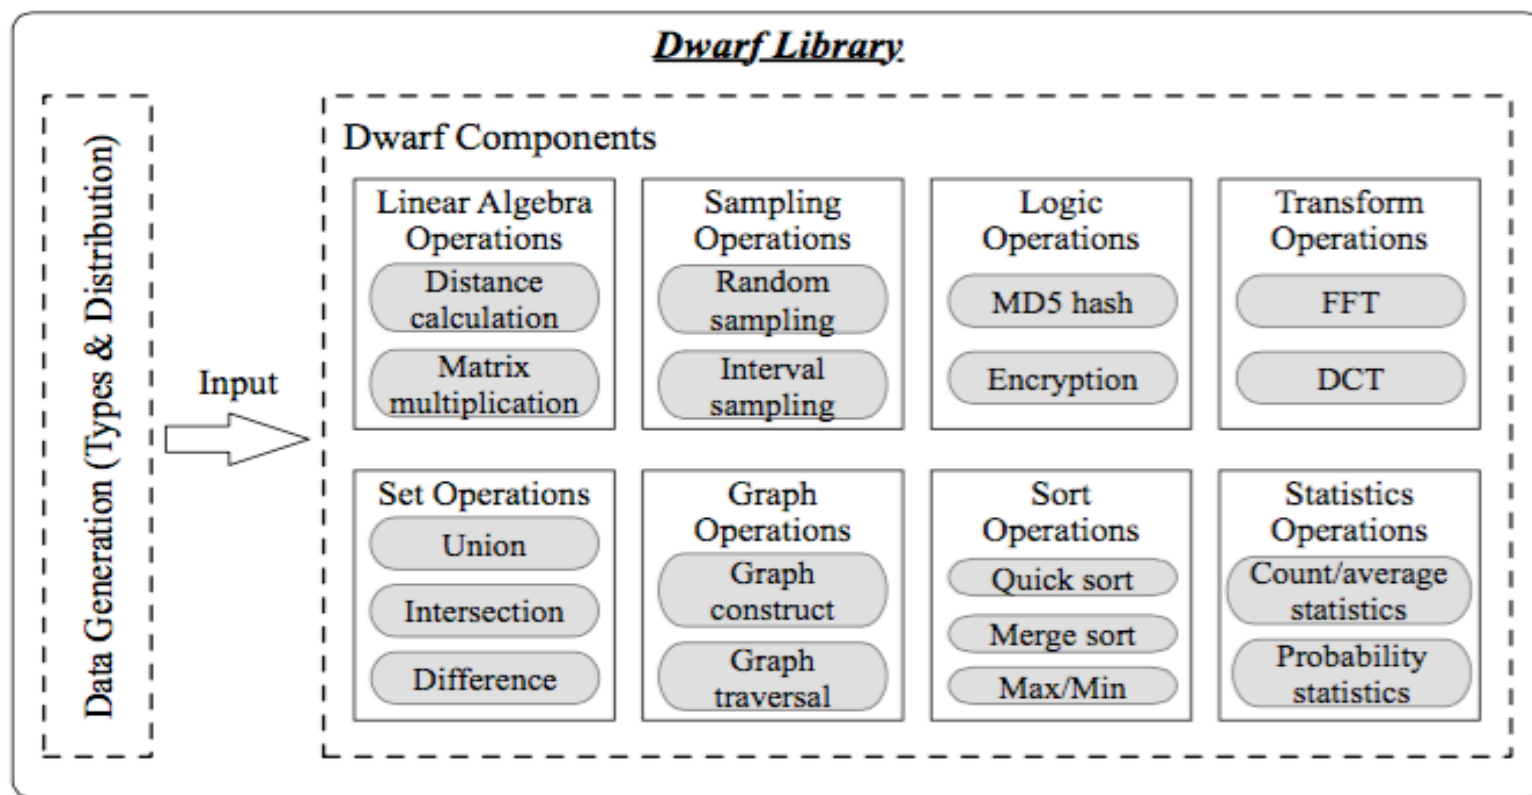 Dwarf Library
Data Generation (Types & Distribution)
Input
Dwarf Components
Linear Algebra
Operations
Distance
calculation
Matrix
multiplication
Sampling
Operations
Random
sampling
Interval
sampling
Logic
Operations
MD5 hash
Encryption
Transform
Operations
FFT
DCT
Set Operations
Union
Intersection
Difference
Graph
Operations
Graph
construct
Graph
traversal
Sort
Operations
Quick sort
Merge sort
Max/Min
Statistics
Operations
Count/average
statistics
Probability
statistics